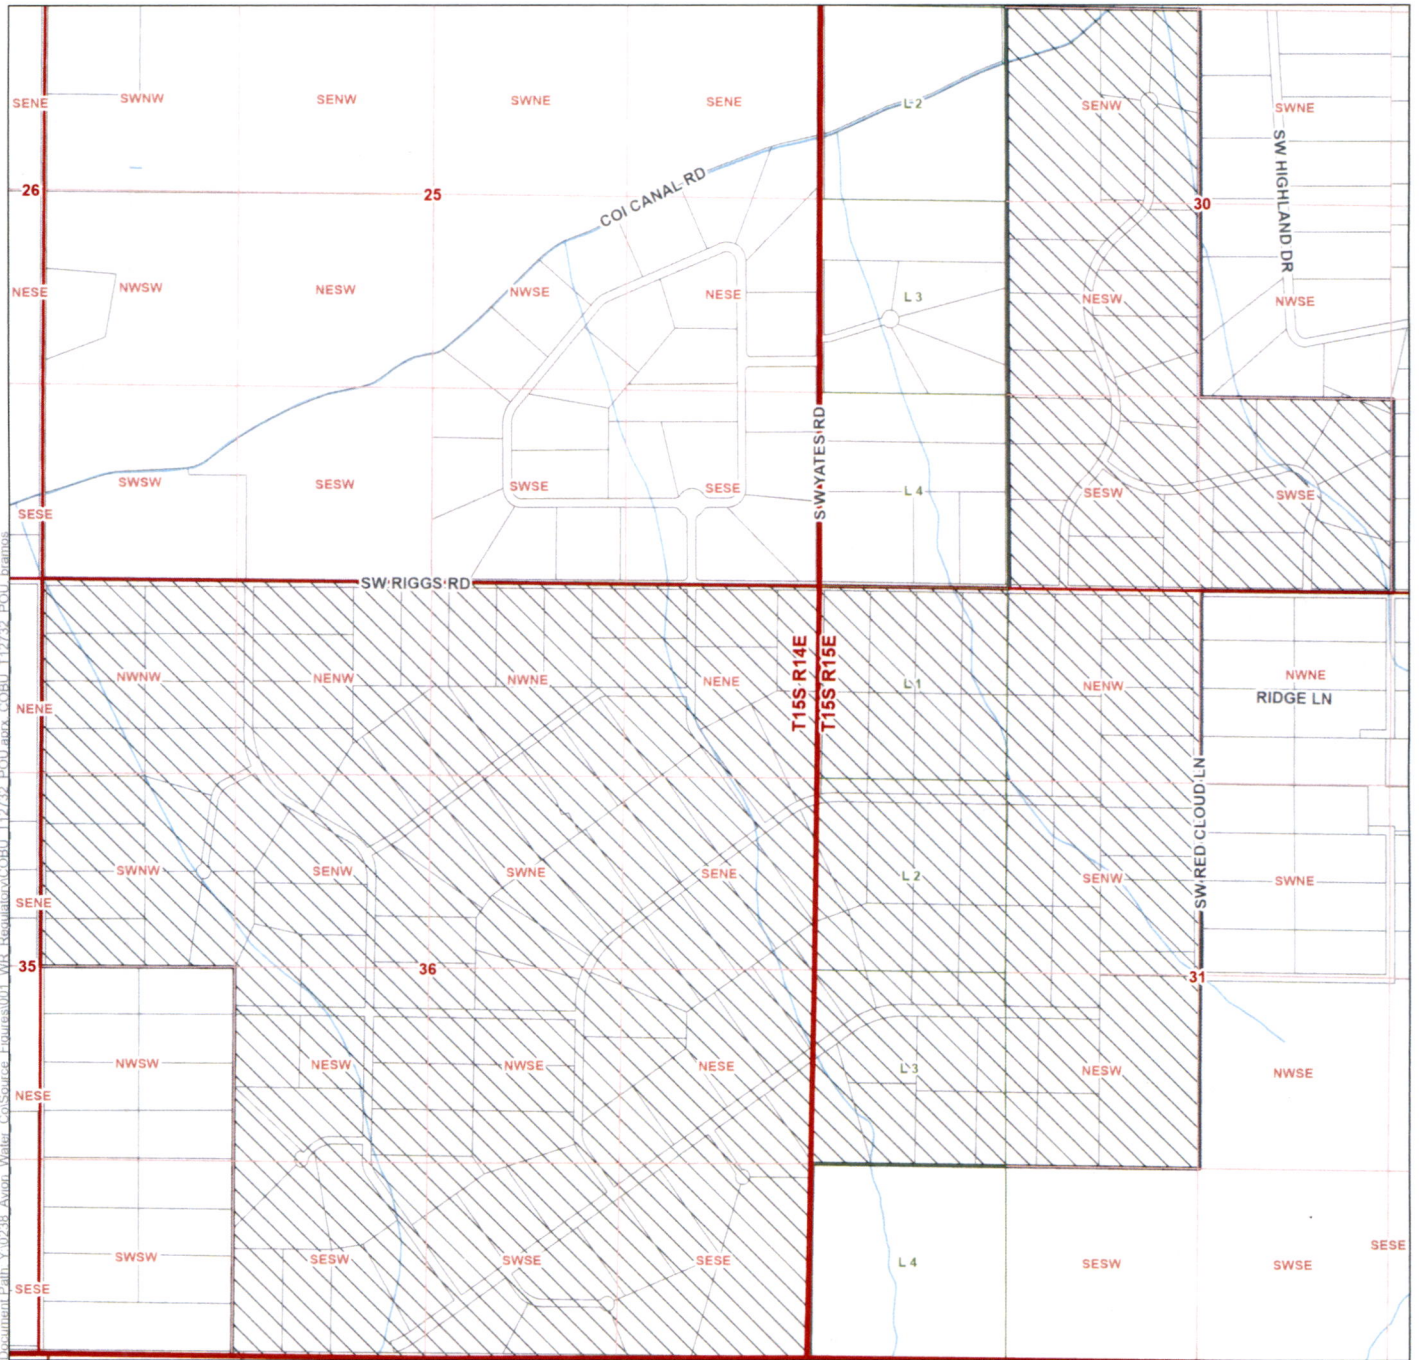 SENE
SWNW
SENW
SWNE
SENE
L 2
SENW
SWNE
26
25
COI CANAL RD
30
SW HIGHLAND DR
NESE
NWSW
NESW
NWSE
NESE
L 3
NESW
NWSE
SWSW
SESW
SWSE
SESE
SW YATES RD
L 4
SESW
SWSE
SESE
SW RIGGS RD
T15S R14E
T15S R15E
NENE
NWNW
NENW
NWNE
NENE
L 1
NENW
NWNE
RIDGE LN
SW RED CLOUD LN
SWNW
SENW
SWNE
SENE
L 2
SENW
SWNE
SENE
35
36
31
NESE
NWSW
NESW
NWSE
NESE
L 3
NESW
NWSE
SESE
SWSW
SESW
SWSE
SESE
L 4
SESW
SWSE
SESE